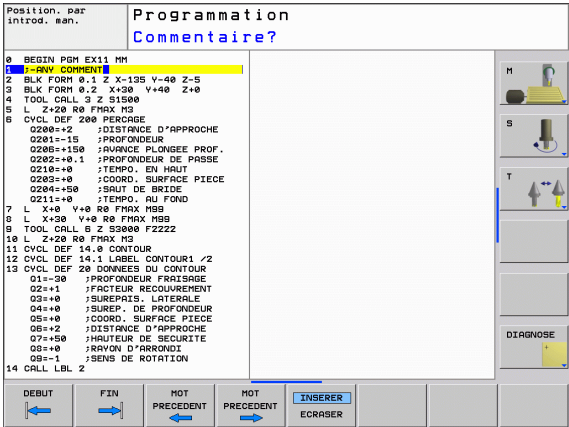 Position. par
introd. man.
Programmation
Commentaire?
0 BEGIN PGM EX11 MM
1 ;-ANY COMMENT
2 BLK FORM 0.1 Z X-135 Y-40 Z-5
3 BLK FORM 0.2 X+30 Y+40 Z+0
4 TOOL CALL 3 Z S1500
5 L Z+20 R0 FMAX M3
6 CYCL DEF 200 PERCAGE
Q200=+2 ;DISTANCE D'APPROCHE
Q201=-15 ;PROFONDEUR
Q206=+150 ;AVANCE PLONGEE PROF.
Q202=+0.1 ;PROFONDEUR DE PASSE
Q210=+0 ;TEMPO. EN HAUT
Q203=+0 ;COORD. SURFACE PIECE
Q204=+50 ;SAUT DE BRIDE
Q211=+0 ;TEMPO. AU FOND
7 L X+0 Y+0 R0 FMAX M99
8 L X+30 Y+0 R0 FMAX M99
9 TOOL CALL 6 Z S3000 F2222
10 L Z+20 R0 FMAX M3
11 CYCL DEF 14.0 CONTOUR
12 CYCL DEF 14.1 LABEL CONTOUR1 /2
13 CYCL DEF 20 DONNEES DU CONTOUR
Q1=-30 ;PROFONDEUR FRAISAGE
Q2=+1 ;FACTEUR RECOUVREMENT
Q3=+0 ;SUREPAIS. LATERALE
Q4=+0 ;SUREP. DE PROFONDEUR
Q5=+0 ;COORD. SURFACE PIECE
Q6=+2 ;DISTANCE D'APPROCHE
Q7=+50 ;HAUTEUR DE SECURITE
Q8=+0 ;RAYON D'ARRONDI
Q9=-1 ;SENS DE ROTATION
14 CALL LBL 2
M
S
T
DIAGNOSE
DEBUT
FIN
MOT
PRECEDENT
MOT
PRECEDENT
INSERER
ECRASER